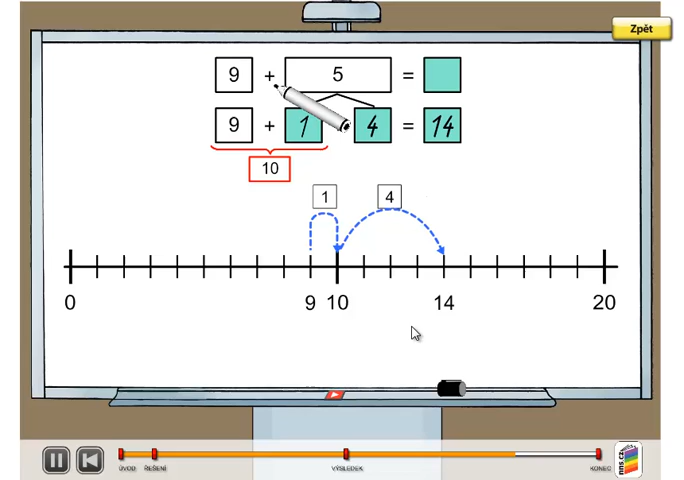 Zpět
9 + 5 =
9 + 1 4 = 14
10
1 4
0 9 10 14 20
ÚVOD ŘEŠENÍ VÝSLEDEK KONEC
nns.cz